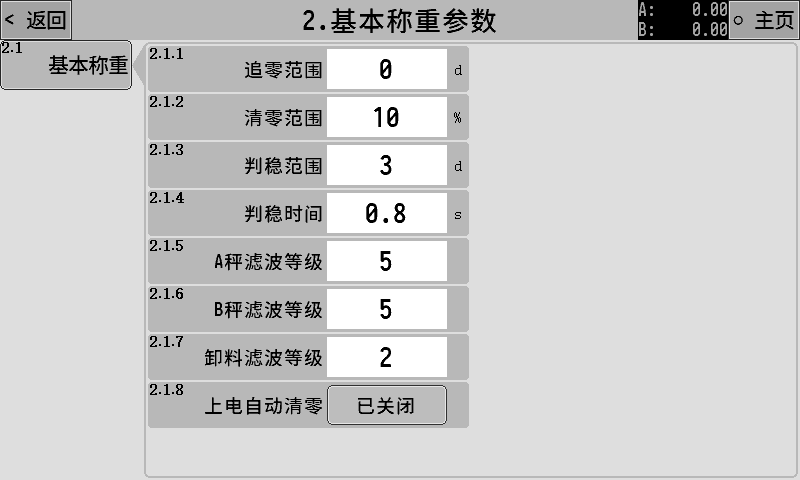 < 返回
2.基本称重参数
A: 0.00
B: 0.00
○ 主页
2.1
基本称重
2.1.1
追零范围 0 d
2.1.2
清零范围 10 %
2.1.3
判稳范围 3 d
2.1.4
判稳时间 0.8 s
2.1.5
A秤滤波等级 5
2.1.6
B秤滤波等级 5
2.1.7
卸料滤波等级 2
2.1.8
上电自动清零 已关闭